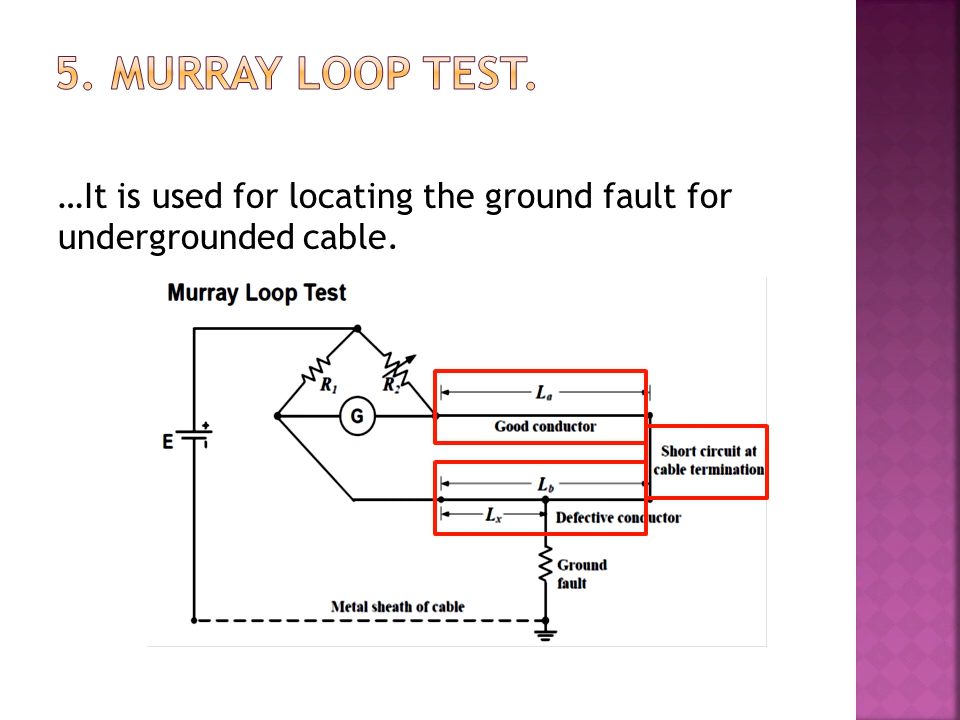 5. MURRAY LOOP TEST.
…It is used for locating the ground fault for
undergrounded cable.
Murray Loop Test
R1
R2
La
G
Good conductor
E
+
Short circuit at
cable termination
Lb
Lx
Defective conductor
Ground
fault
Metal sheath of cable